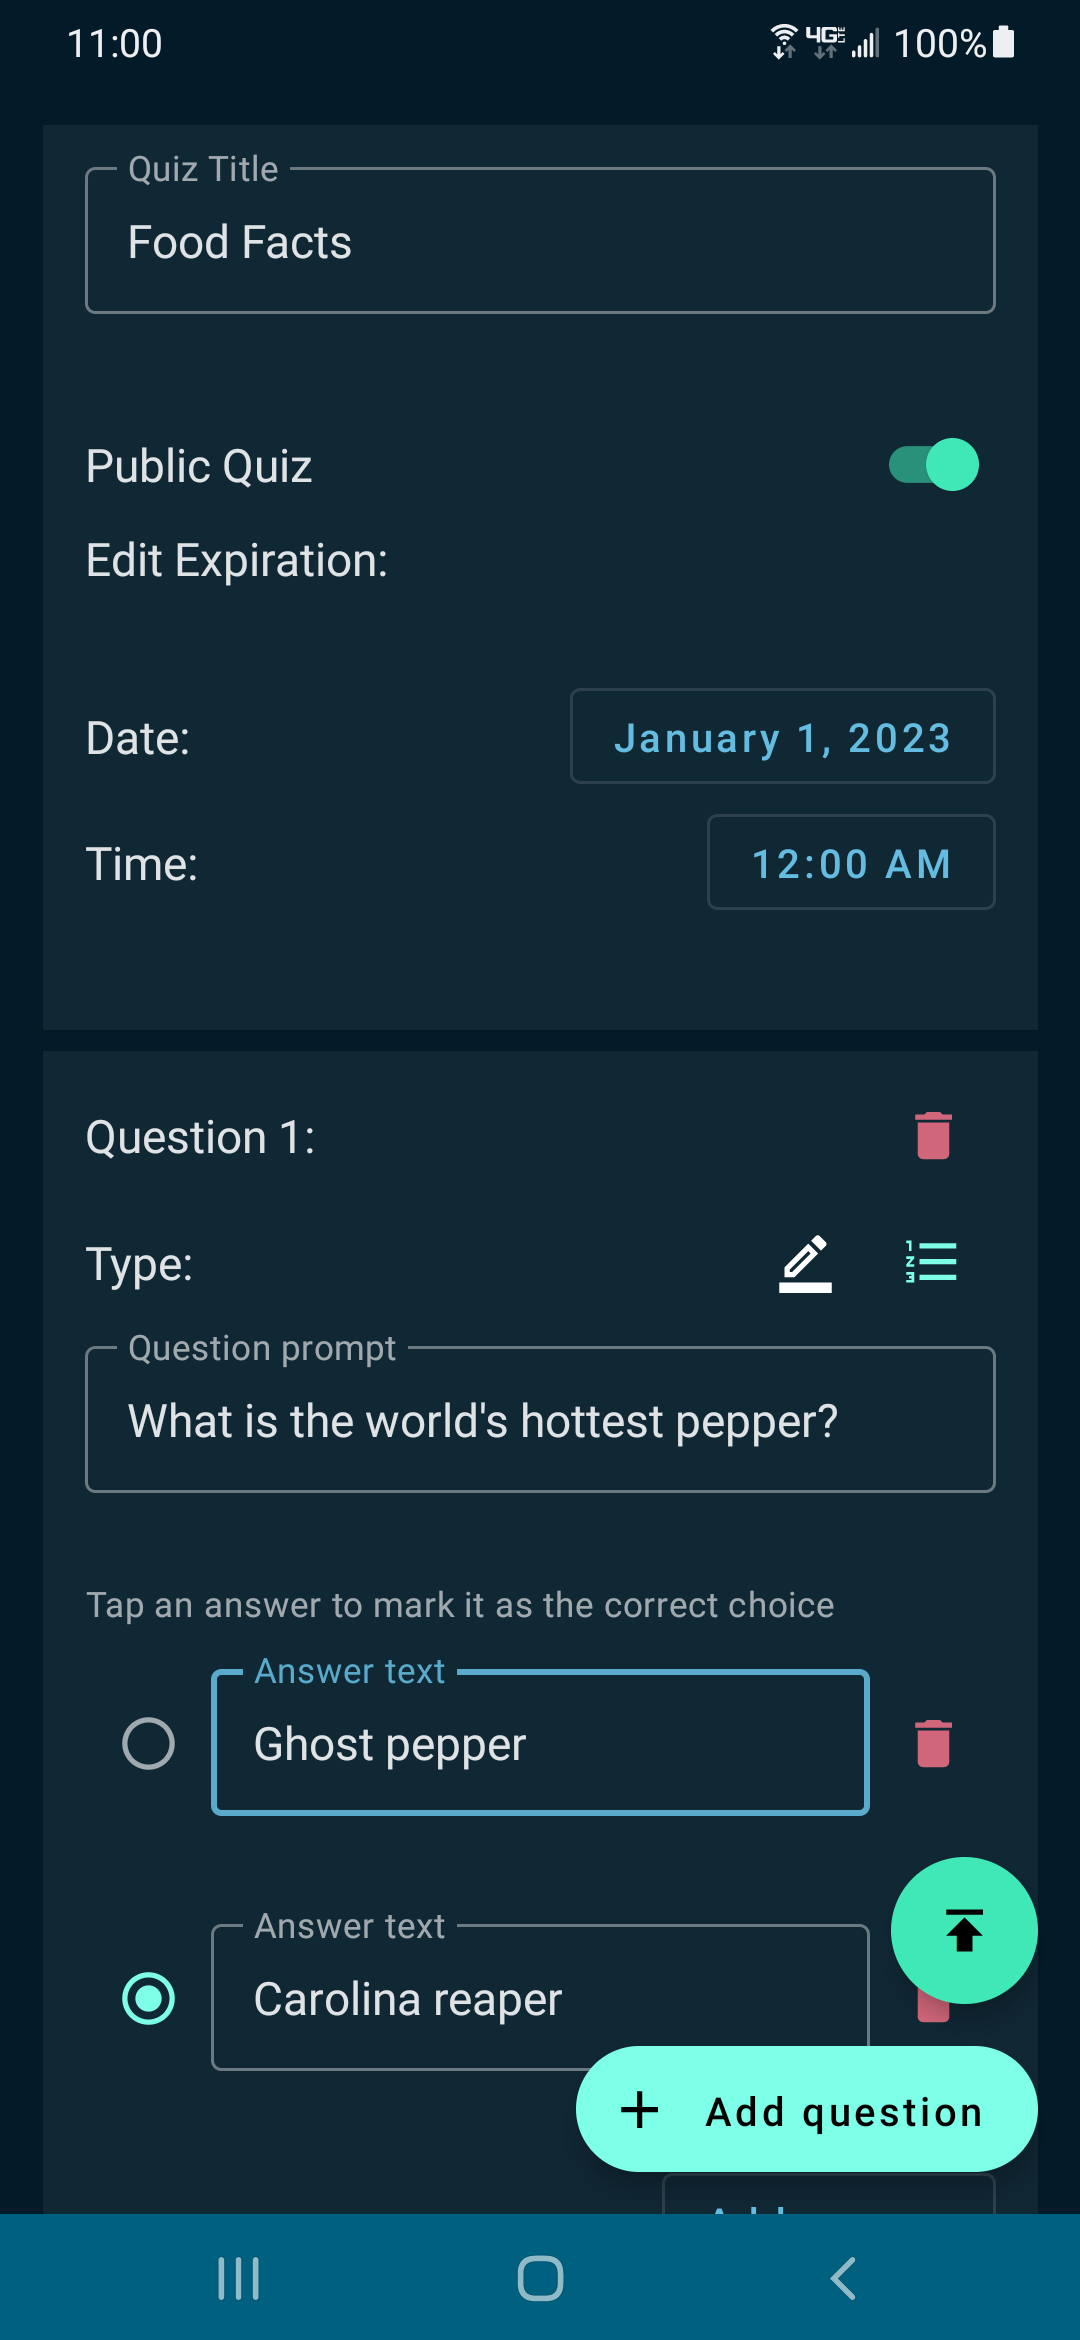 11:00 4G LTE 100%
Quiz Title
Food Facts
Public Quiz
Edit Expiration:
Date: January 1, 2023
Time: 12:00 AM
Question 1:
Type:
Question prompt
What is the world's hottest pepper?
Tap an answer to mark it as the correct choice
Answer text
Ghost pepper
Answer text
Carolina reaper
+ Add question